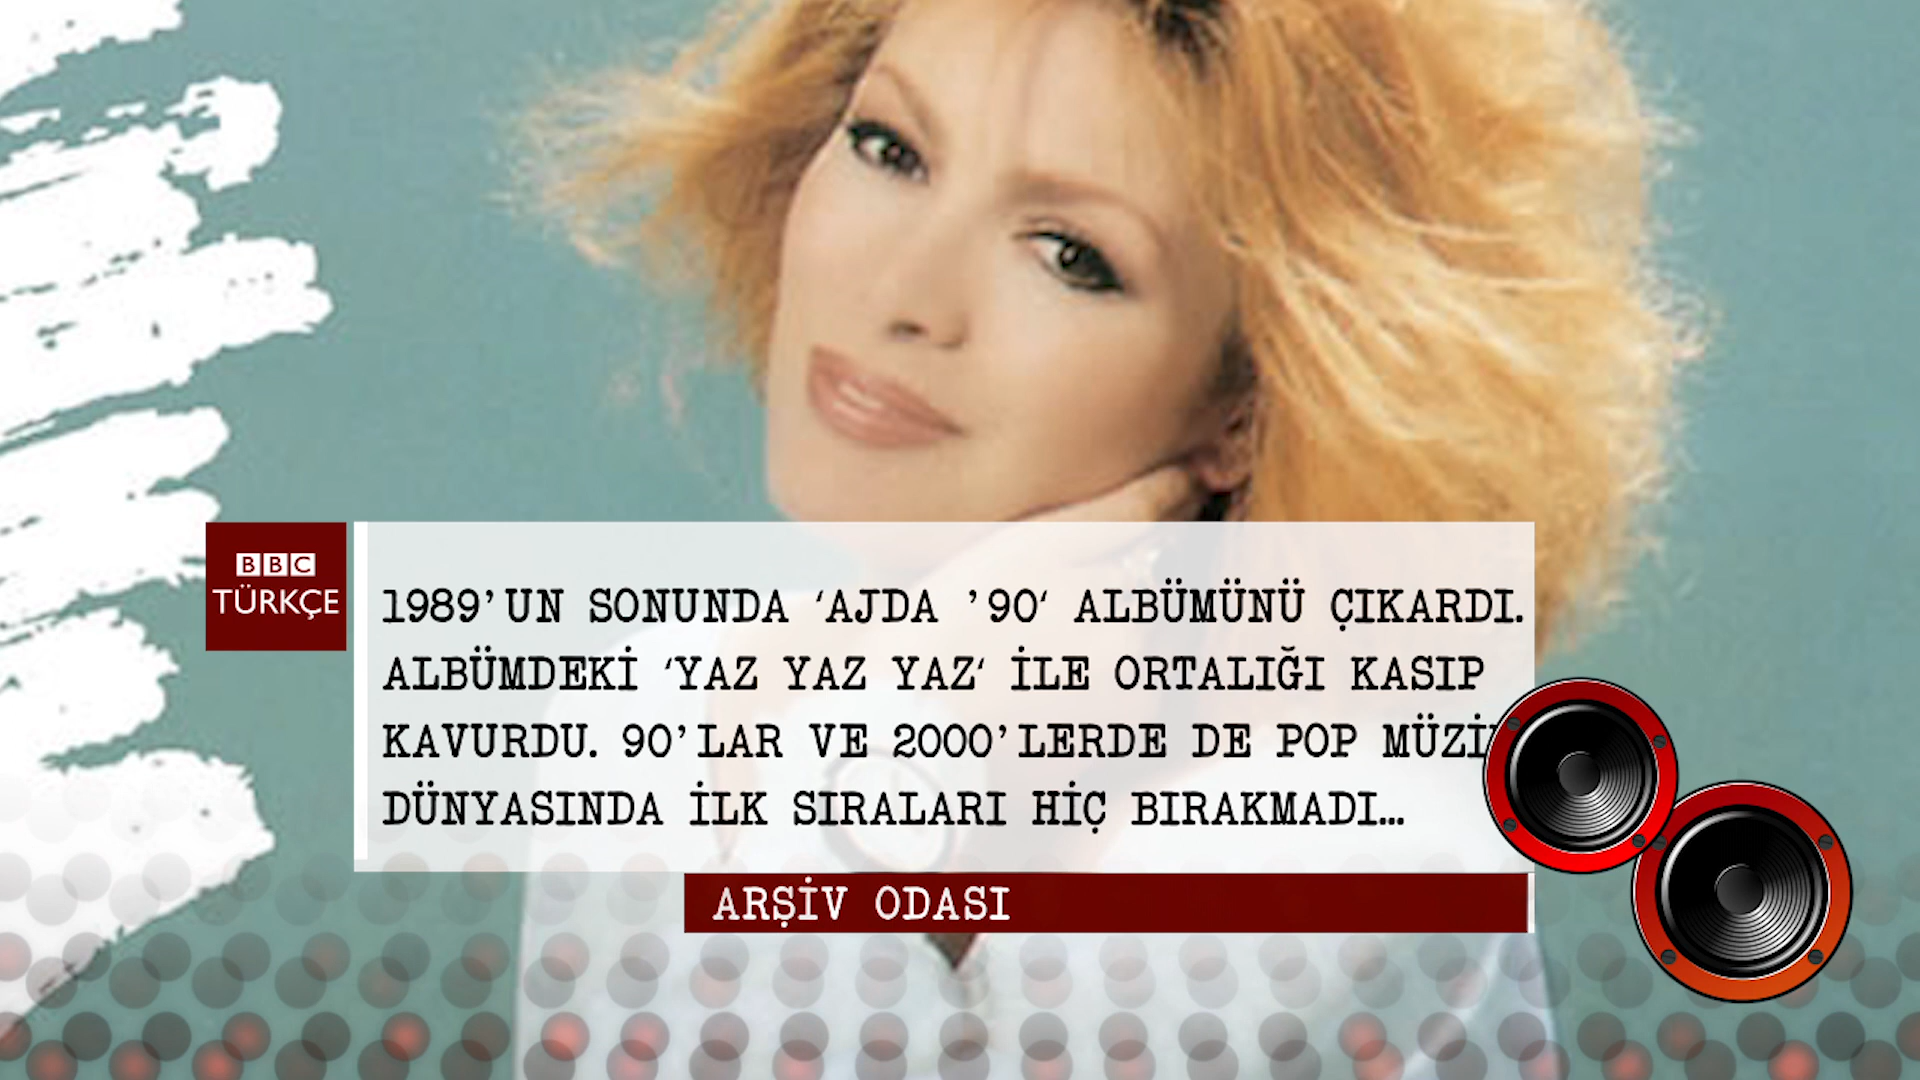 BBC
TÜRKÇE
1989'UN SONUNDA ‘AJDA ’90‘ ALBÜMÜNÜ ÇIKARDI.
ALBÜMDEKİ ‘YAZ YAZ YAZ‘ İLE ORTALIĞI KASIP
KAVURDU. 90'LAR VE 2000'LERDE DE POP MÜZİK
DÜNYASINDA İLK SIRALARI HİÇ BIRAKMADI...
ARŞİV ODASI